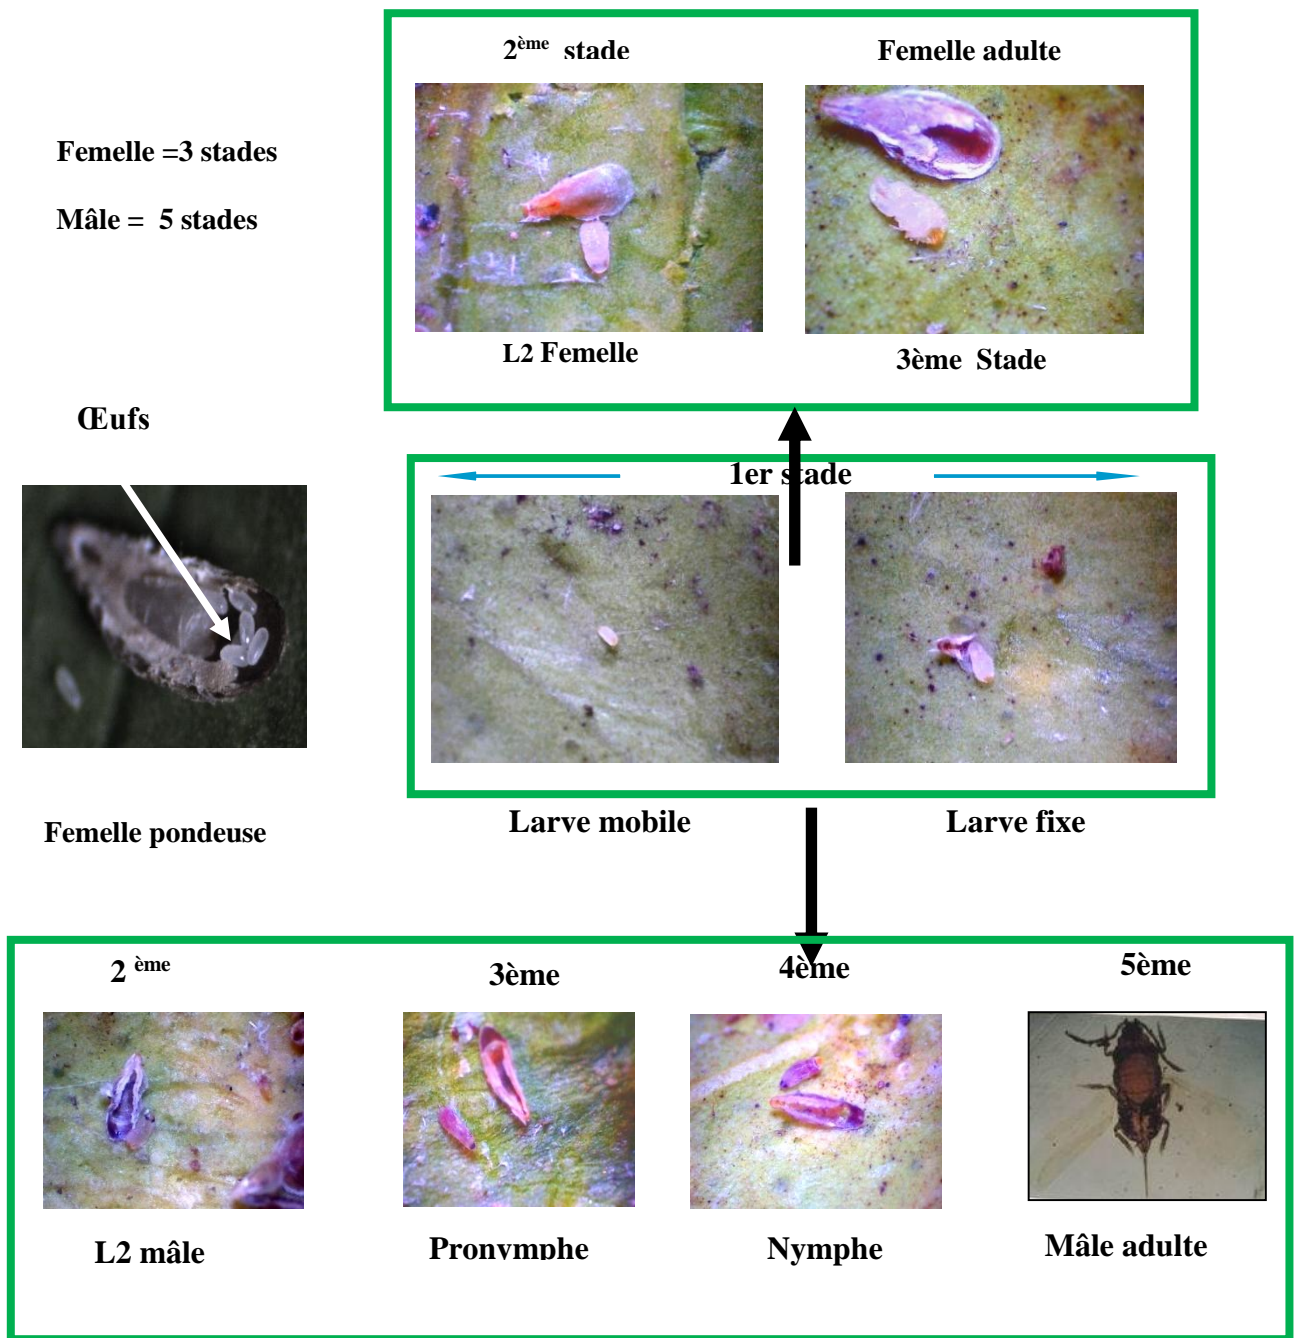 2ème stade
Femelle adulte
Femelle =3 stades
Mâle = 5 stades
L2 Femelle
3ème Stade
Œufs
1er stade
Larve mobile
Larve fixe
Femelle pondeuse
2 ème
3ème
4ème
5ème
L2 mâle
Pronymphe
Nymphe
Mâle adulte